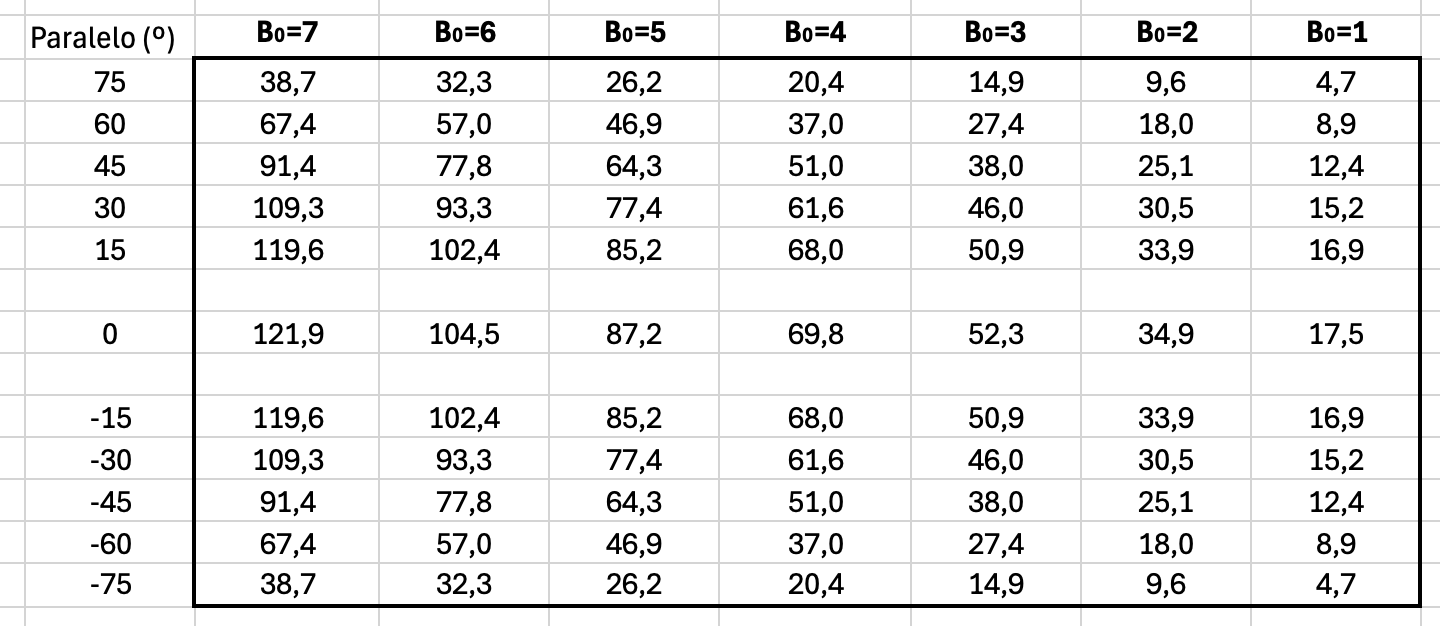 Paralelo (º) B₀=7 B₀=6 B₀=5 B₀=4 B₀=3 B₀=2 B₀=1
75 38,7 32,3 26,2 20,4 14,9 9,6 4,7
60 67,4 57,0 46,9 37,0 27,4 18,0 8,9
45 91,4 77,8 64,3 51,0 38,0 25,1 12,4
30 109,3 93,3 77,4 61,6 46,0 30,5 15,2
15 119,6 102,4 85,2 68,0 50,9 33,9 16,9
0 121,9 104,5 87,2 69,8 52,3 34,9 17,5
-15 119,6 102,4 85,2 68,0 50,9 33,9 16,9
-30 109,3 93,3 77,4 61,6 46,0 30,5 15,2
-45 91,4 77,8 64,3 51,0 38,0 25,1 12,4
-60 67,4 57,0 46,9 37,0 27,4 18,0 8,9
-75 38,7 32,3 26,2 20,4 14,9 9,6 4,7